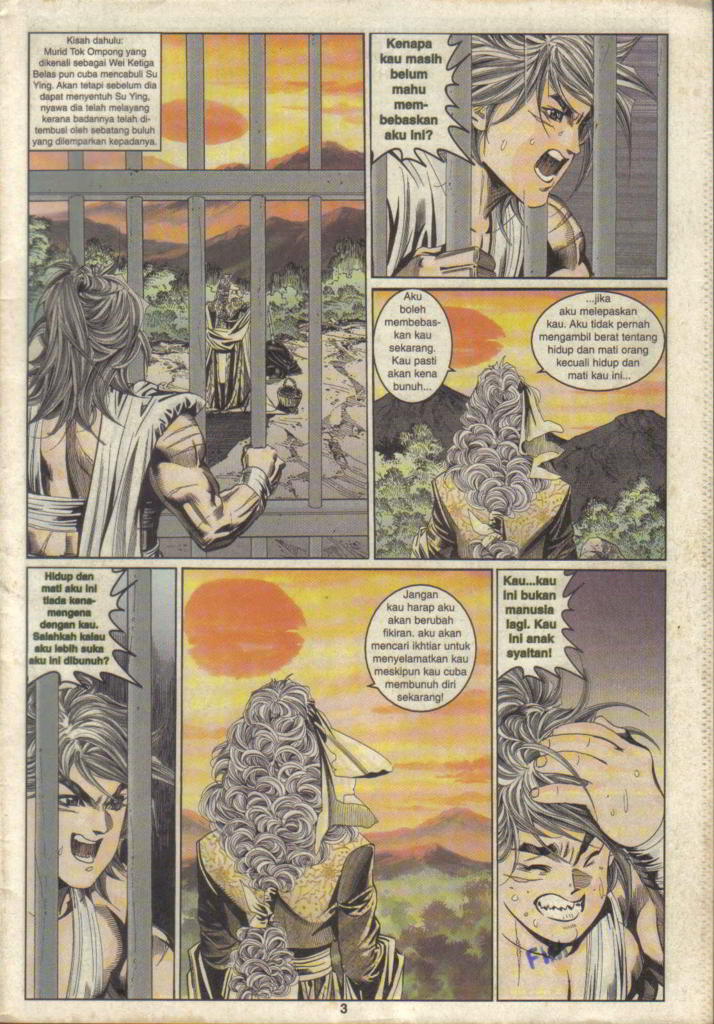 Kisah dahulu:
Murid Tok Ompong yang
dikenali sebagai Wei Ketiga
Belas pun cuba mencabuli Su
Ying. Akan tetapi sebelum dia
dapat menyentuh Su Ying,
nyawa dia telah melayang
kerana badannya telah di-
tembusi oleh sebatang buluh
yang dilemparkan kepadanya.
Kenapa
kau masih
belum
mahu
mem-
bebaskan
aku ini?
Aku
boleh
membebas-
kan kau
sekarang.
Kau pasti
akan kena
bunuh...
...jika
aku melepaskan
kau. Aku tidak pernah
mengambil berat tentang
hidup dan mati orang
kecuali hidup dan
mati kau ini...
Hidup dan
mati aku ini
tiada kena-
mengena
dengan kau.
Salahkah kalau
aku lebih suka
aku ini dibunuh?
Jangan
kau harap aku
akan berubah
fikiran. aku akan
mencari ikhtiar untuk
menyelamatkan kau
meskipun kau cuba
membunuh diri
sekarang!
Kau...kau
ini bukan
manusia
lagi. Kau
ini anak
syaitan!
3